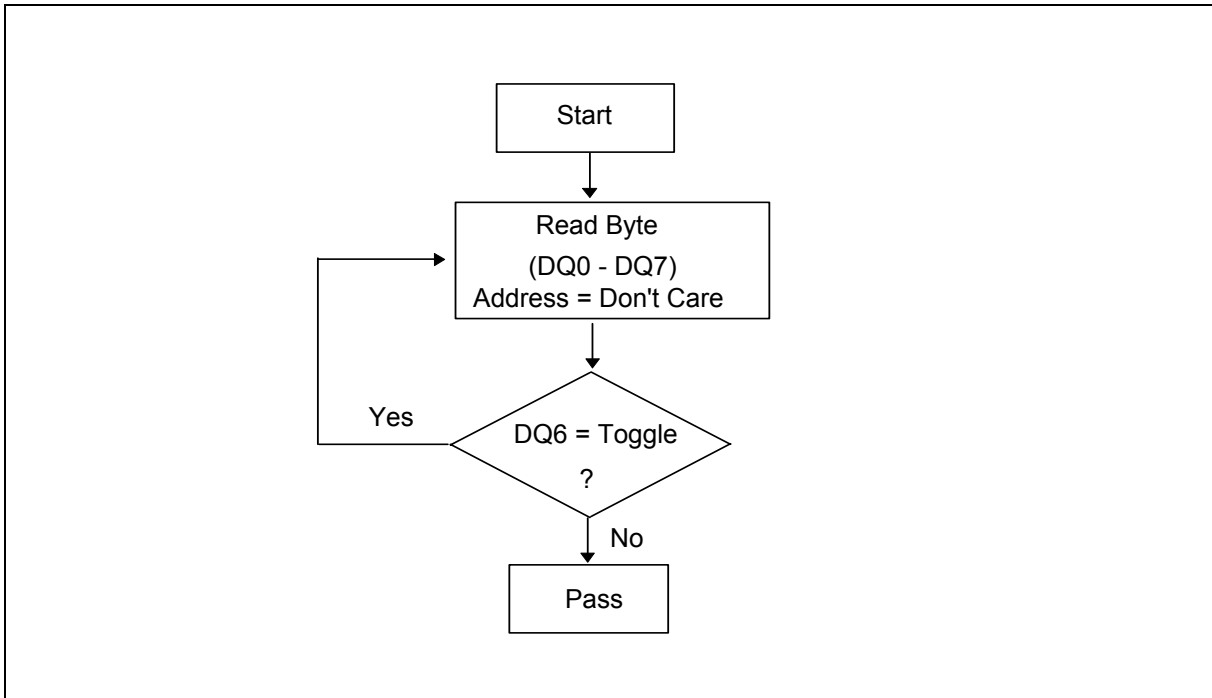 Start
Read Byte
(DQ0 - DQ7)
Address = Don't Care
Yes
DQ6 = Toggle
?
No
Pass